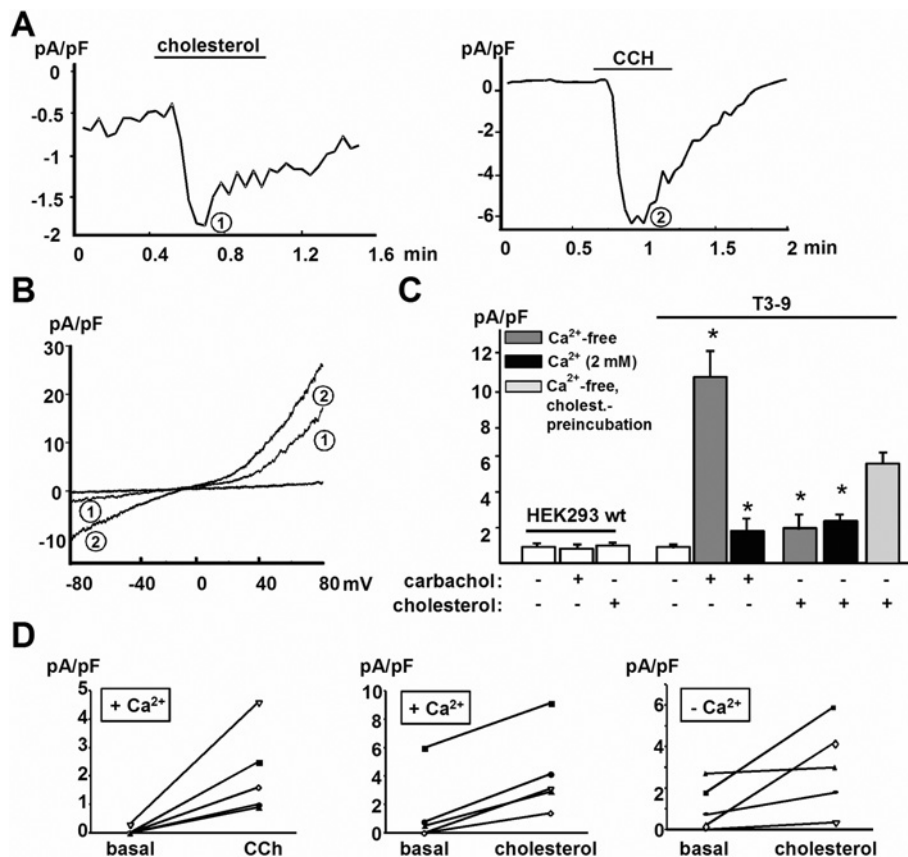 A
pA/pF
cholesterol
0
-0.5
-1
-1.5
-2
1
0 0.4 0.8 1.2 1.6 min
pA/pF
CCH
0
-2
-4
-6
2
0 0.5 1 1.5 2 min
B
pA/pF
30
20
10
0
-10
2
1
1
2
-80 -40 0 40 80 mV
C
pA/pF
T3-9
12
10
8
6
4
2
Ca²⁺-free
Ca²⁺ (2 mM)
Ca²⁺-free,
cholest.-
preincubation
HEK293 wt
* * * *
carbachol: - + - - + + - - -
cholesterol: - - + - - - + + +
D
pA/pF
+ Ca²⁺
5
4
3
2
1
0
basal CCh
pA/pF
+ Ca²⁺
10
8
6
4
2
0
basal cholesterol
pA/pF
- Ca²⁺
4
2
0
basal cholesterol